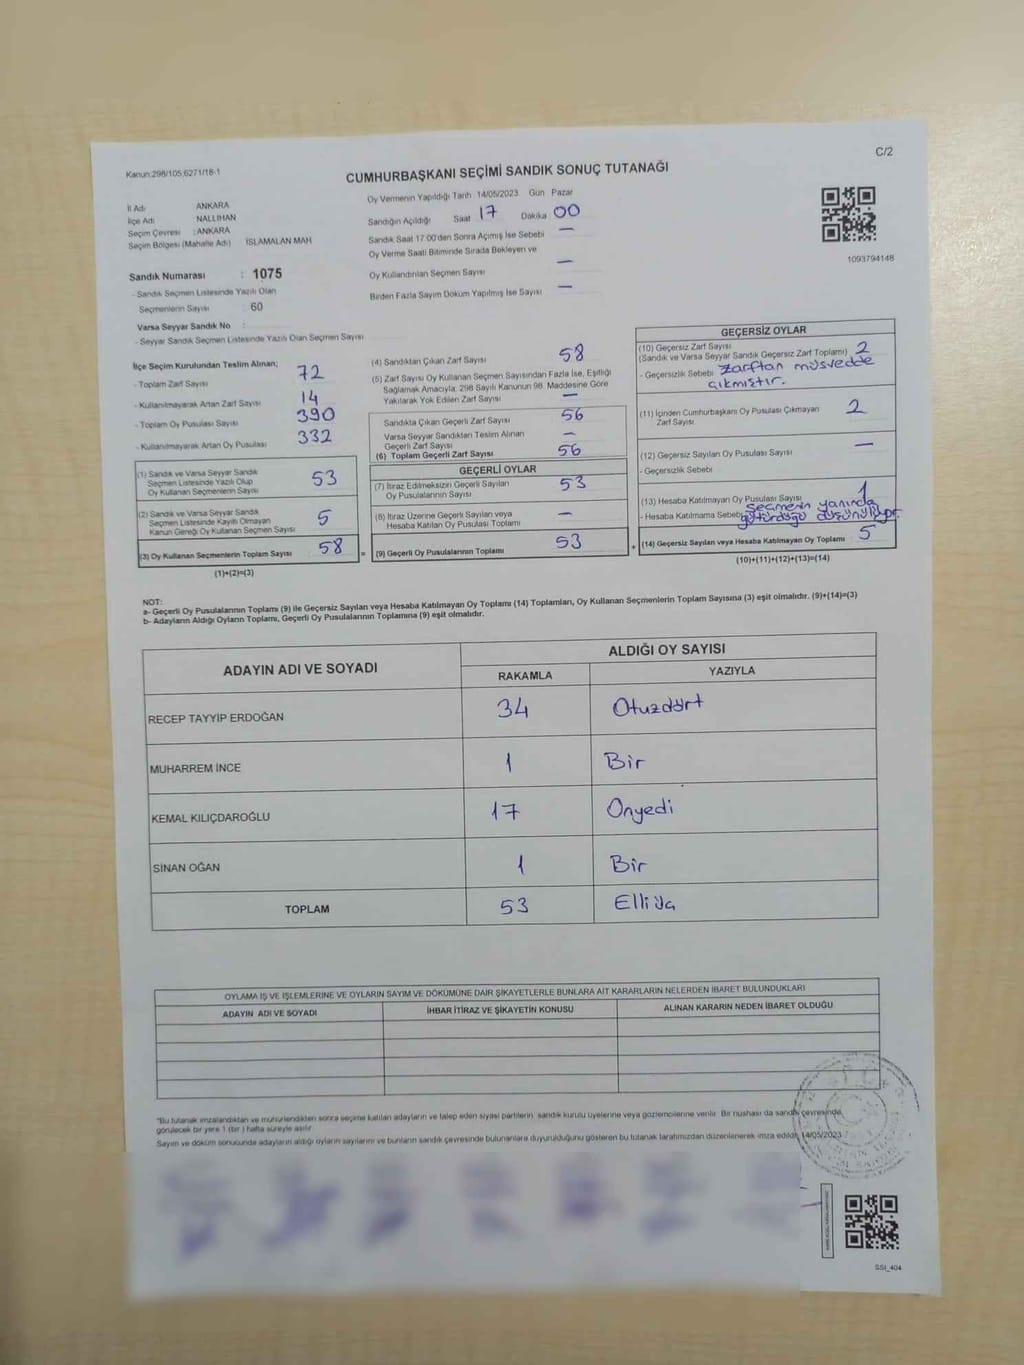 C/2
Kanun:298/105,6271/18-1
CUMHURBAŞKANI SEÇİMİ SANDIK SONUÇ TUTANAĞI
İl Adı ANKARA
İlçe Adı NALLIHAN
Seçim Çevresi : ANKARA
Seçim Bölgesi (Mahalle Adı) İSLAMALAN MAH
Sandık Numarası : 1075
- Sandık Seçmen Listesinde Yazılı Olan
Seçmenlerin Sayısı : 60
Varsa Seyyar Sandık No :
- Seyyar Sandık Seçmen Listesinde Yazılı Olan Seçmen Sayısı
Oy Vermenin Yapıldığı Tarih 14/05/2023 Gün Pazar
Sandığın Açıldığı Saat 17 Dakika 00
Sandık Saat 17:00'den Sonra Açımış İse Sebebi —
Oy Verme Saati Bitiminde Sırada Bekleyen ve
Oy Kullandırılan Seçmen Sayısı —
Birden Fazla Sayım Döküm Yapılmış İse Sayısı —
1093794148
İlçe Seçim Kurulundan Teslim Alınan;
- Toplam Zarf Sayısı 72
- Kullanılmayarak Artan Zarf Sayısı 14
- Toplam Oy Pusulası Sayısı 390
- Kullanılmayarak Artan Oy Pusulası 332
(1) Sandık ve Varsa Seyyar Sandık
Seçmen Listesinde Yazılı Olup
Oy Kullanan Seçmenlerin Sayısı 53
(2) Sandık ve Varsa Seyyar Sandık
Seçmen Listesinde Kayıtlı Olmayan
Kanun Gereği Oy Kullanan Seçmen Sayısı 5
(3) Oy Kullanan Seçmenlerin Toplam Sayısı 58
(1)+(2)=(3)
(4) Sandıktan Çıkan Zarf Sayısı 58
(5) Zarf Sayısı Oy Kullanan Seçmen Sayısından Fazla İse, Eşitliği
Sağlamak Amacıyla; 298 Sayılı Kanunun 98. Maddesine Göre
Yakılarak Yok Edilen Zarf Sayısı —
Sandıkta Çıkan Geçerli Zarf Sayısı 56
Varsa Seyyar Sandıktan Teslim Alınan
Geçerli Zarf Sayısı —
(6) Toplam Geçerli Zarf Sayısı 56
GEÇERLİ OYLAR
(7) İtiraz Edilmeksizin Geçerli Sayılan
Oy Pusulalarının Sayısı 53
(8) İtiraz Üzerine Geçerli Sayılan veya
Hesaba Katılan Oy Pusulası Toplamı —
= (9) Geçerli Oy Pusulalarının Toplamı 53
GEÇERSİZ OYLAR
(10) Geçersiz Zarf Sayısı
(Sandık ve Varsa Seyyar Sandık Geçersiz Zarf Toplamı) 2
- Geçersizlik Sebebi zarftan müsvedde
çıkmıştır.
(11) İçinden Cumhurbaşkanı Oy Pusulası Çıkmayan
Zarf Sayısı 2
(12) Geçersiz Sayılan Oy Pusulası Sayısı —
- Geçersizlik Sebebi
(13) Hesaba Katılmayan Oy Pusulası Sayısı 1
- Hesaba Katılmama Sebebi seçmenin yanında
götürdüğü düşünülüyor.
+ (14) Geçersiz Sayılan veya Hesaba Katılmayan Oy Toplamı 5
(10)+(11)+(12)+(13)=(14)
NOT:
a- Geçerli Oy Pusulalarının Toplamı (9) ile Geçersiz Sayılan veya Hesaba Katılmayan Oy Toplamı (14) Toplamları, Oy Kullanan Seçmenlerin Toplam Sayısına (3) eşit olmalıdır. (9)+(14)=(3)
b- Adayların Aldığı Oyların Toplamı, Geçerli Oy Pusulalarının Toplamına (9) eşit olmalıdır.
ADAYIN ADI VE SOYADI ALDIĞI OY SAYISI
RAKAMLA YAZIYLA
RECEP TAYYİP ERDOĞAN 34 Otuzdört
MUHARREM İNCE 1 Bir
KEMAL KILIÇDAROĞLU 17 Onyedi
SİNAN OĞAN 1 Bir
TOPLAM 53
OYLAMA İŞ VE İŞLEMLERİNE VE OYLARIN SAYIM VE DÖKÜMÜNE DAİR ŞİKAYETLERLE BUNLARA AİT KARARLARIN NELERDEN İBARET BULUNDUKLARI
ADAYIN ADI VE SOYADI İHBAR İTİRAZ VE ŞİKAYETİN KONUSU ALINAN KARARIN NEDEN İBARET OLDUĞU
"Bu tutanak imzalandıktan ve mühürlendikten sonra seçime katılan adayların ve talep eden siyasi partilerin sandık kurulu üyelerine veya gözlemcilerine verilir. Bir nüshası da sandık çevresinde,
görülecek bir yere 1 (bir) hafta süreyle asılır.
Sayım ve döküm sonucunda adayların aldığı oyların sayılarını ve bunların sandık çevresinde bulunanlara duyurulduğunu gösteren bu tutanak tarafımızdan düzenlenerek imza edildi. 14/05/2023
SSI_404